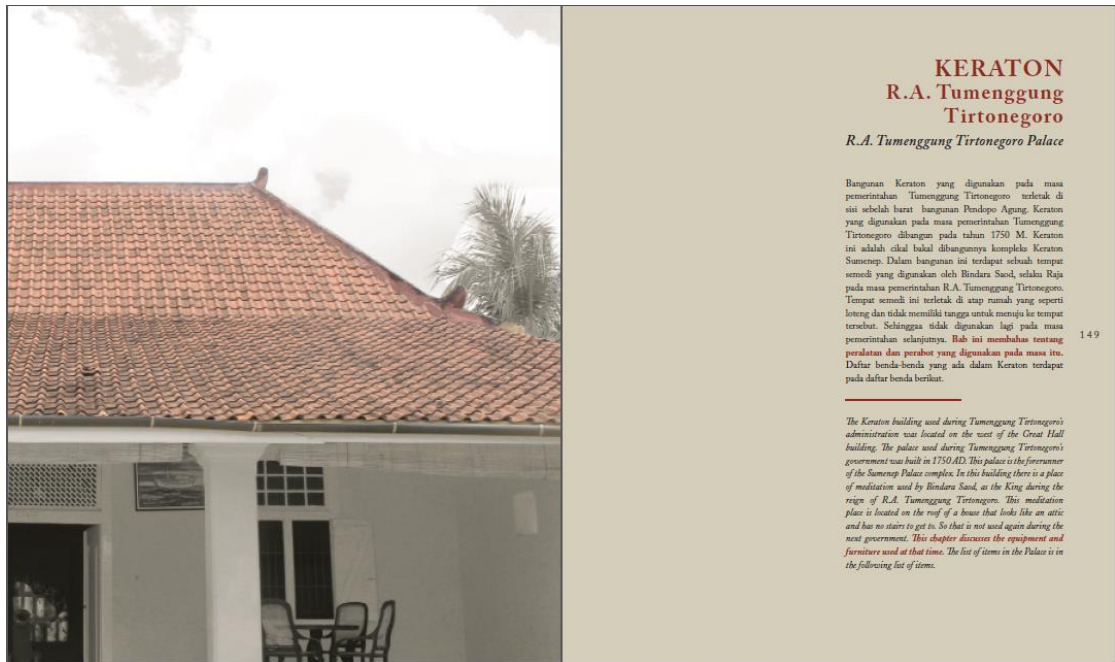 KERATON
R.A. Tumenggung
Tirtonegoro
R.A. Tumenggung Tirtonegoro Palace
Bangunan Keraton yang digunakan pada masa
pemerintahan Tumenggung Tirtonegoro terletak di
sisi sebelah barat bangunan Pendopo Agung. Keraton
yang digunakan pada masa pemerintahan Tumenggung
Tirtonegoro dibangun pada tahun 1750 M. Keraton
ini adalah cikal bakal dibangunnya kompleks Keraton
Sumenep. Dalam bangunan ini terdapat sebuah tempat
semedi yang digunakan oleh Bindara Saod, selaku Raja
pada masa pemerintahan R.A. Tumenggung Tirtonegoro.
Tempat semedi ini terletak di atap rumah yang seperti
loteng dan tidak memiliki tangga untuk menuju ke tempat
tersebut. Sehinggaa tidak digunakan lagi pada masa
pemerintahan selanjutnya. Bab ini membahas tentang
peralatan dan perabot yang digunakan pada masa itu.
Daftar benda-benda yang ada dalam Keraton terdapat
pada daftar benda berikut.
149
The Keraton building used during Tumenggung Tirtonegoro's
administration was located on the west of the Great Hall
building. The palace used during Tumenggung Tirtonegoro's
government was built in 1750 AD. This palace is the forerunner
of the Sumenep Palace complex. In this building there is a place
of meditation used by Bindara Saod, as the King during the
reign of R.A. Tumenggung Tirtonegoro. This meditation
place is located on the roof of a house that looks like an attic
and has no stairs to get to. So that is not used again during the
next government. This chapter discusses the equipment and
furniture used at that time. The list of items in the Palace is in
the following list of items.